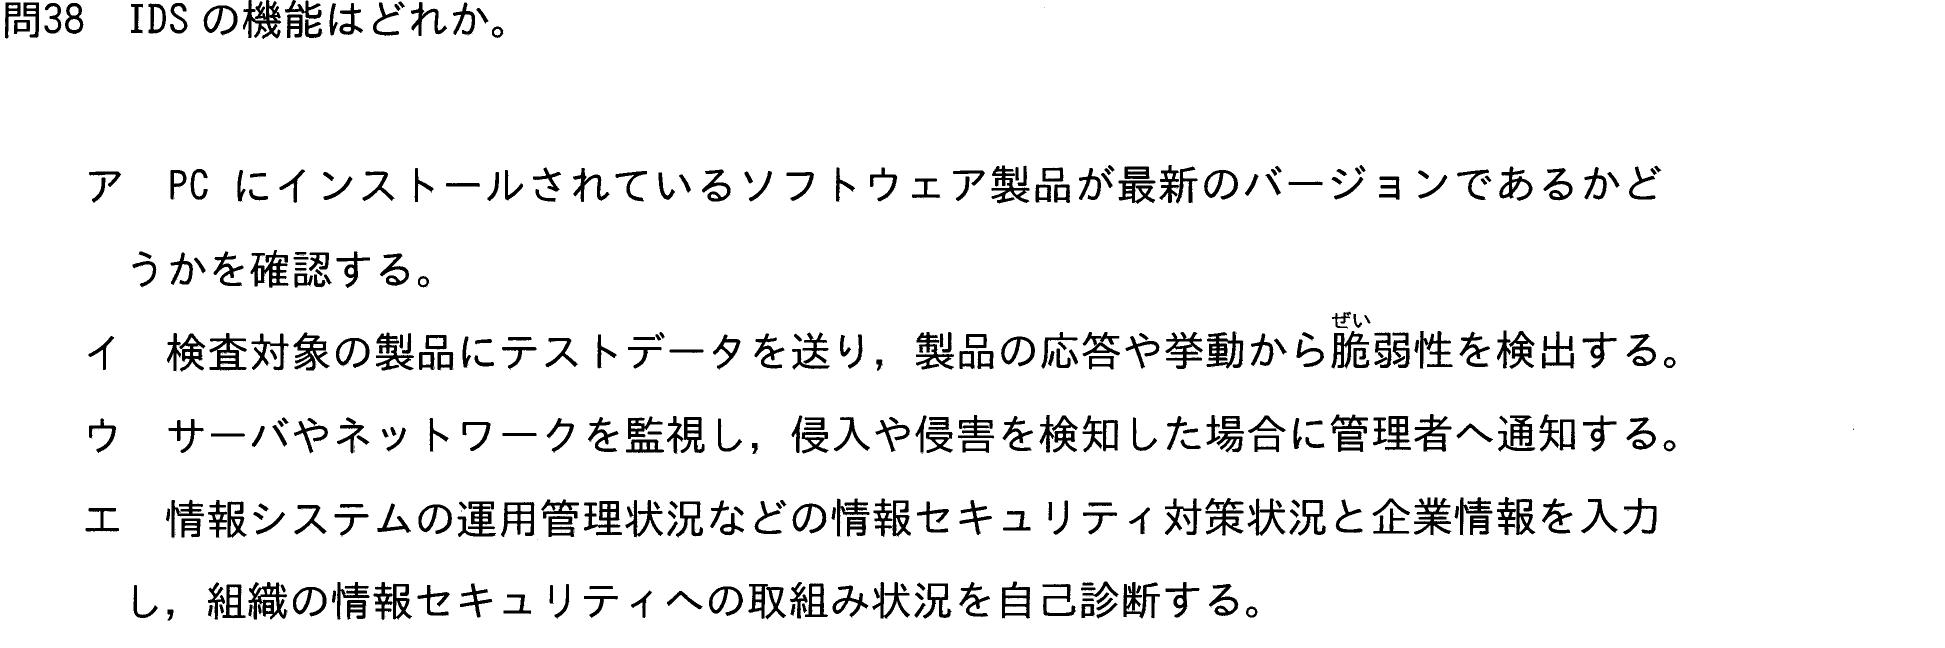 問38　IDS の機能はどれか。
ア　PC にインストールされているソフトウェア製品が最新のバージョンであるかど
うかを確認する。
ぜい
イ　検査対象の製品にテストデータを送り，製品の応答や挙動から脆弱性を検出する。
ウ　サーバやネットワークを監視し，侵入や侵害を検知した場合に管理者へ通知する。
エ　情報システムの運用管理状況などの情報セキュリティ対策状況と企業情報を入力
し，組織の情報セキュリティへの取組み状況を自己診断する。